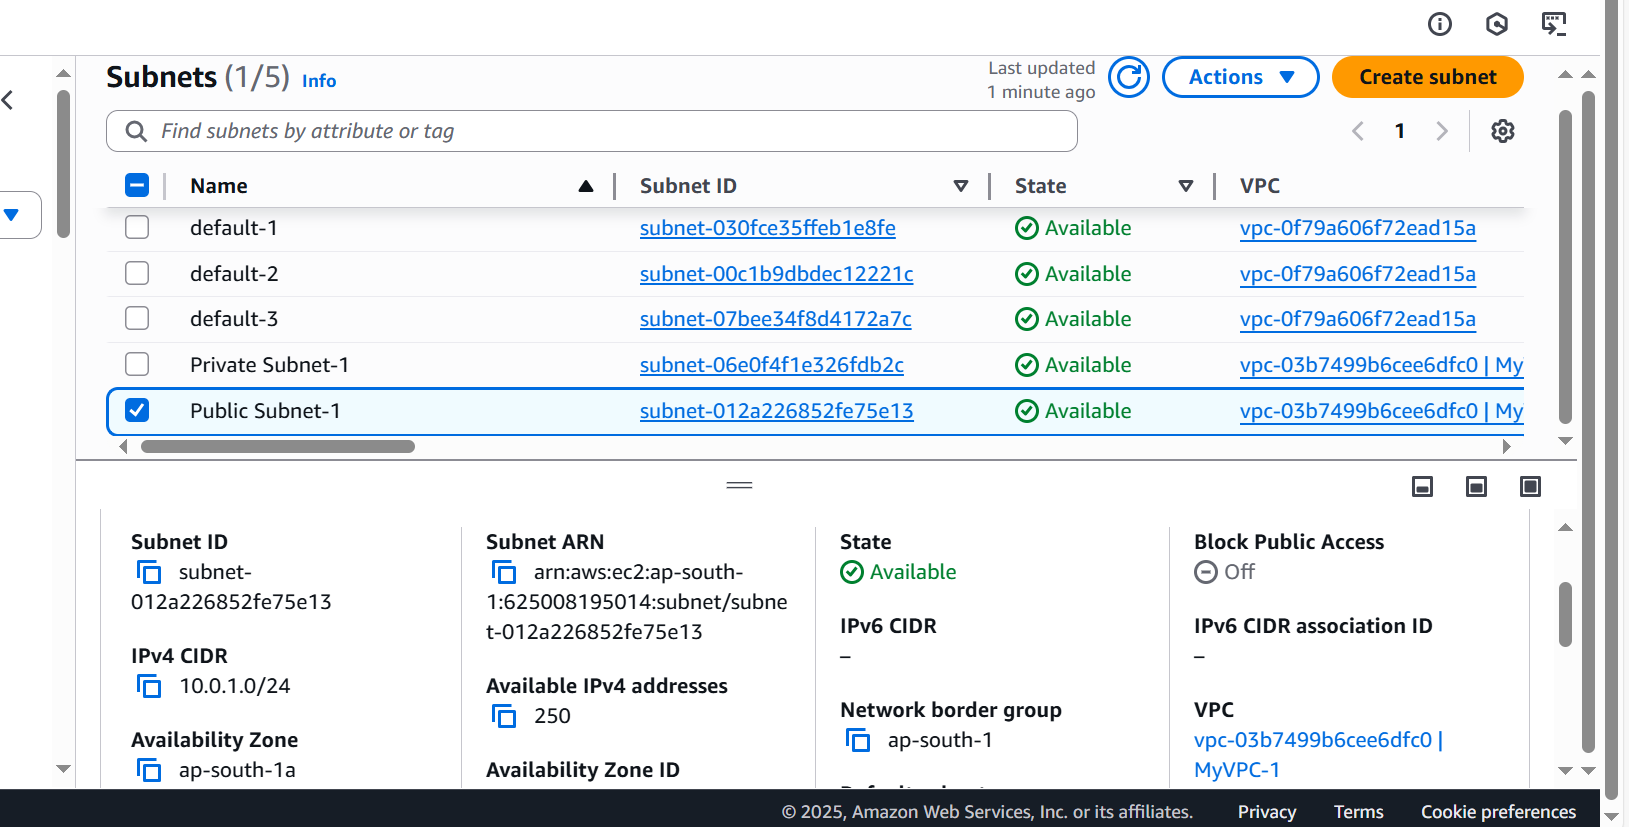 Subnets (1/5) Info
Last updated
1 minute ago
Actions
Create subnet
Find subnets by attribute or tag
1
Name Subnet ID State VPC
default-1 subnet-030fce35ffeb1e8fe Available vpc-0f79a606f72ead15a
default-2 subnet-00c1b9dbdec12221c Available vpc-0f79a606f72ead15a
default-3 subnet-07bee34f8d4172a7c Available vpc-0f79a606f72ead15a
Private Subnet-1 subnet-06e0f4f1e326fdb2c Available vpc-03b7499b6cee6dfc0 | My
Public Subnet-1 subnet-012a226852fe75e13 Available vpc-03b7499b6cee6dfc0 | My
Subnet ID
subnet-
012a226852fe75e13
IPv4 CIDR
10.0.1.0/24
Availability Zone
ap-south-1a
Subnet ARN
arn:aws:ec2:ap-south-
1:625008195014:subnet/subne
t-012a226852fe75e13
Available IPv4 addresses
250
Availability Zone ID
State
Available
IPv6 CIDR
–
Network border group
ap-south-1
Block Public Access
Off
IPv6 CIDR association ID
–
VPC
vpc-03b7499b6cee6dfc0 |
MyVPC-1
© 2025, Amazon Web Services, Inc. or its affiliates. Privacy Terms Cookie preferences